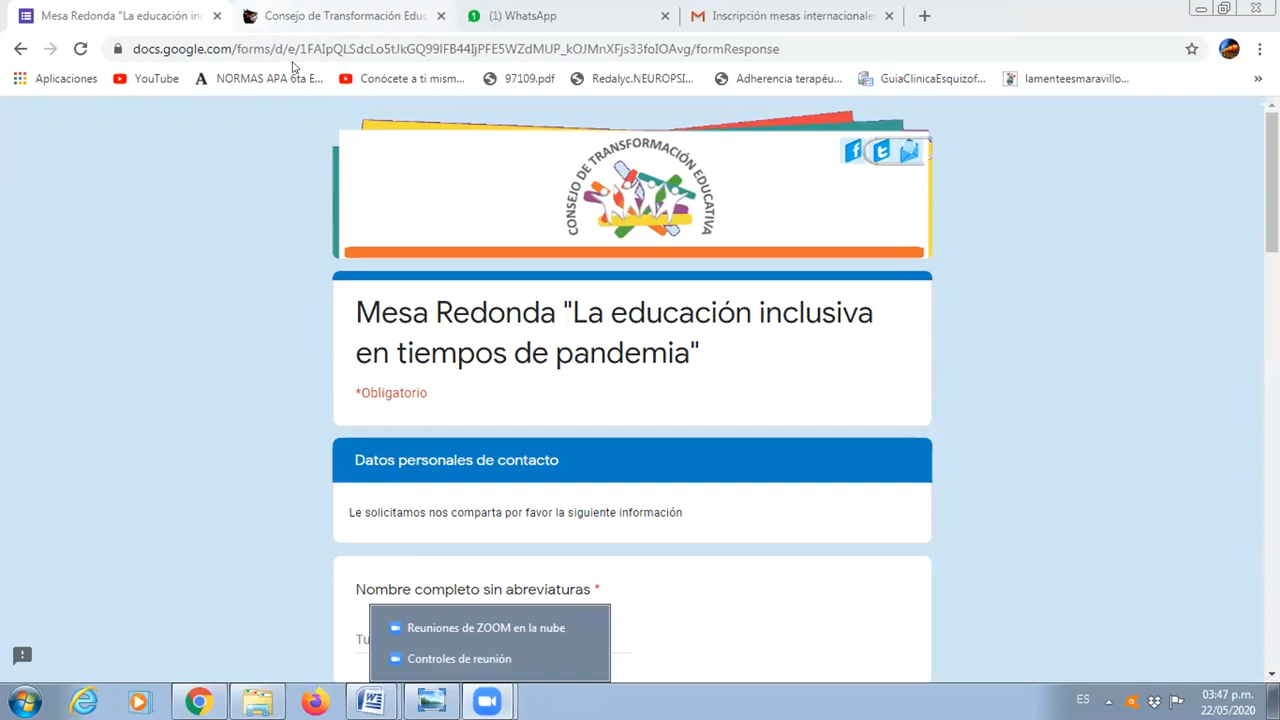 Mesa Redonda "La educación inc
Consejo de Transformación Educ
(1) WhatsApp
Inscripción mesas internacionale
docs.google.com/forms/d/e/1FAIpQLSdcLo5tJkGQ99lFB44IjPFE5WZdMUP_kOJMnXFjs33foIOAvg/formResponse
Aplicaciones
YouTube
NORMAS APA 6ta E...
Conócete a ti mism...
97109.pdf
Redalyc.NEUROPSI...
Adherencia terapéu...
GuiaClinicaEsquizof...
lamenteesmaravillo...
»
CONSEJO DE TRANSFORMACIÓN EDUCATIVA
Mesa Redonda "La educación inclusiva
en tiempos de pandemia"
*Obligatorio
Datos personales de contacto
Le solicitamos nos comparta por favor la siguiente información
Nombre completo sin abreviaturas *
Tu
Reuniones de ZOOM en la nube
Controles de reunión
ES
03:47 p.m.
22/05/2020